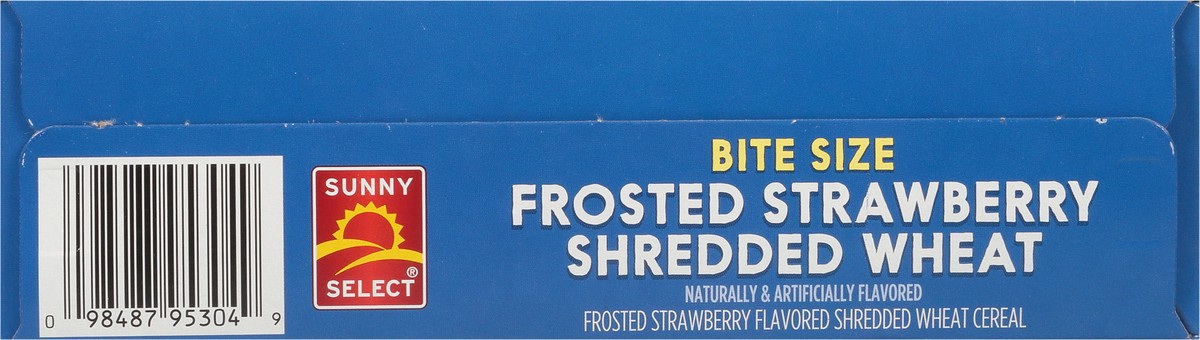 0 98487 95304 9
SUNNY
SELECT®
BITE SIZE
FROSTED STRAWBERRY
SHREDDED WHEAT
NATURALLY & ARTIFICIALLY FLAVORED
FROSTED STRAWBERRY FLAVORED SHREDDED WHEAT CEREAL